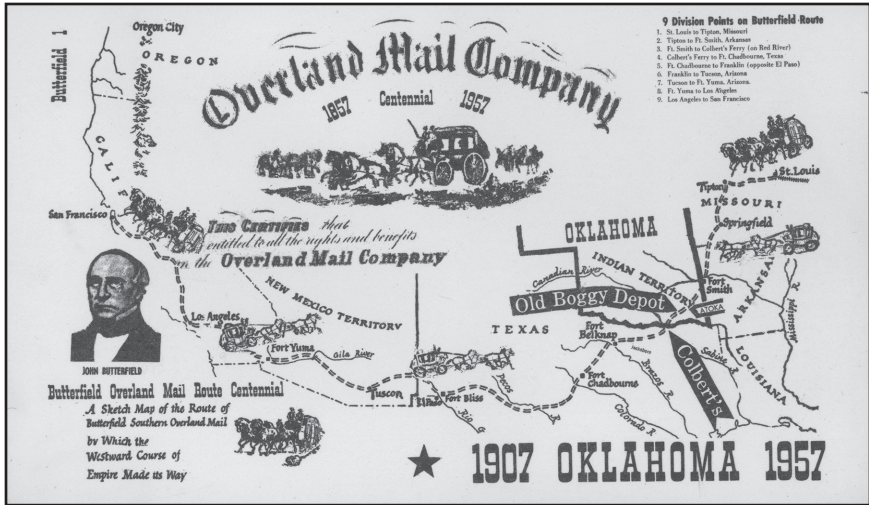 Butterfield 1
Oregon City
OREGON
Overland Mail Company
1857 Centennial 1957
9 Division Points on Butterfield Route
1. St. Louis to Tipton, Missouri
2. Tipton to Ft. Smith, Arkansas
3. Ft. Smith to Colbert's Ferry (on Red River)
4. Colbert's Ferry to Ft. Chadbourne, Texas
5. Ft. Chadbourne to Franklin (opposite El Paso)
6. Franklin to Tucson, Arizona
7. Tucson to Ft. Yuma, Arizona.
8. Ft. Yuma to Los Angeles
9. Los Angeles to San Francisco
CALIF
San Francisco
This Certifies that
entitled to all the rights and benefits
in the Overland Mail Company
St. Louis
Tipton
MISSOURI
Springfield
OKLAHOMA
INDIAN TERRITORY
Canadian River
Fort Smith
ARKANSAS
Mississippi R.
Old Boggy Depot
ATOKA
NEW MEXICO TERRITORY
Los Angeles
TEXAS
Fort Belknap
Fort Yuma
Gila River
Colbert's
Sabine R
LOUISIANA
Fort Chadbourne
Brazos R.
Pecos R
Tuscon
El Paso
Fort Bliss
Rio G
Colorado R
JOHN BUTTERFIELD
Butterfield Overland Mail Route Centennial
A Sketch Map of the Route of
Butterfield Southern Overland Mail
by Which the
Westward Course of
Empire Made its Way
1907 OKLAHOMA 1957